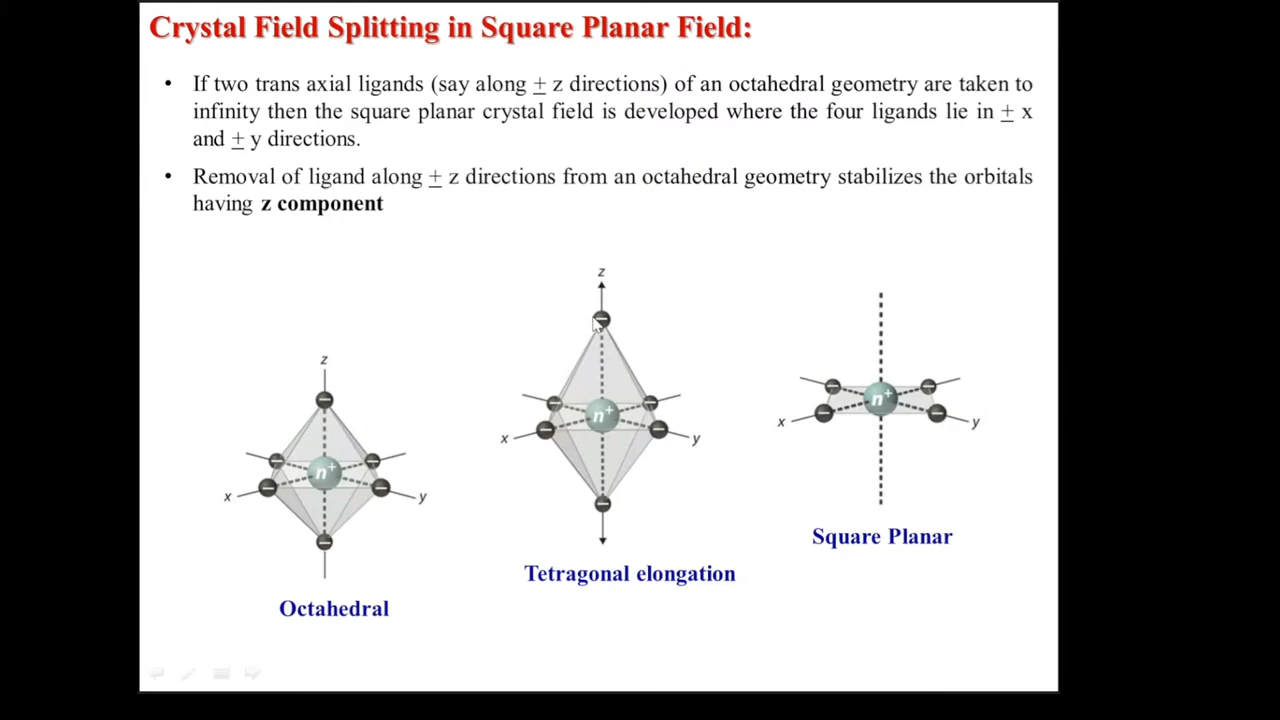 Crystal Field Splitting in Square Planar Field:
• If two trans axial ligands (say along ± z directions) of an octahedral geometry are taken to
infinity then the square planar crystal field is developed where the four ligands lie in ± x
and ± y directions.
• Removal of ligand along ± z directions from an octahedral geometry stabilizes the orbitals
having z component
z
n+
x
y
Octahedral
z
n+
x
y
Tetragonal elongation
n+
x
y
Square Planar